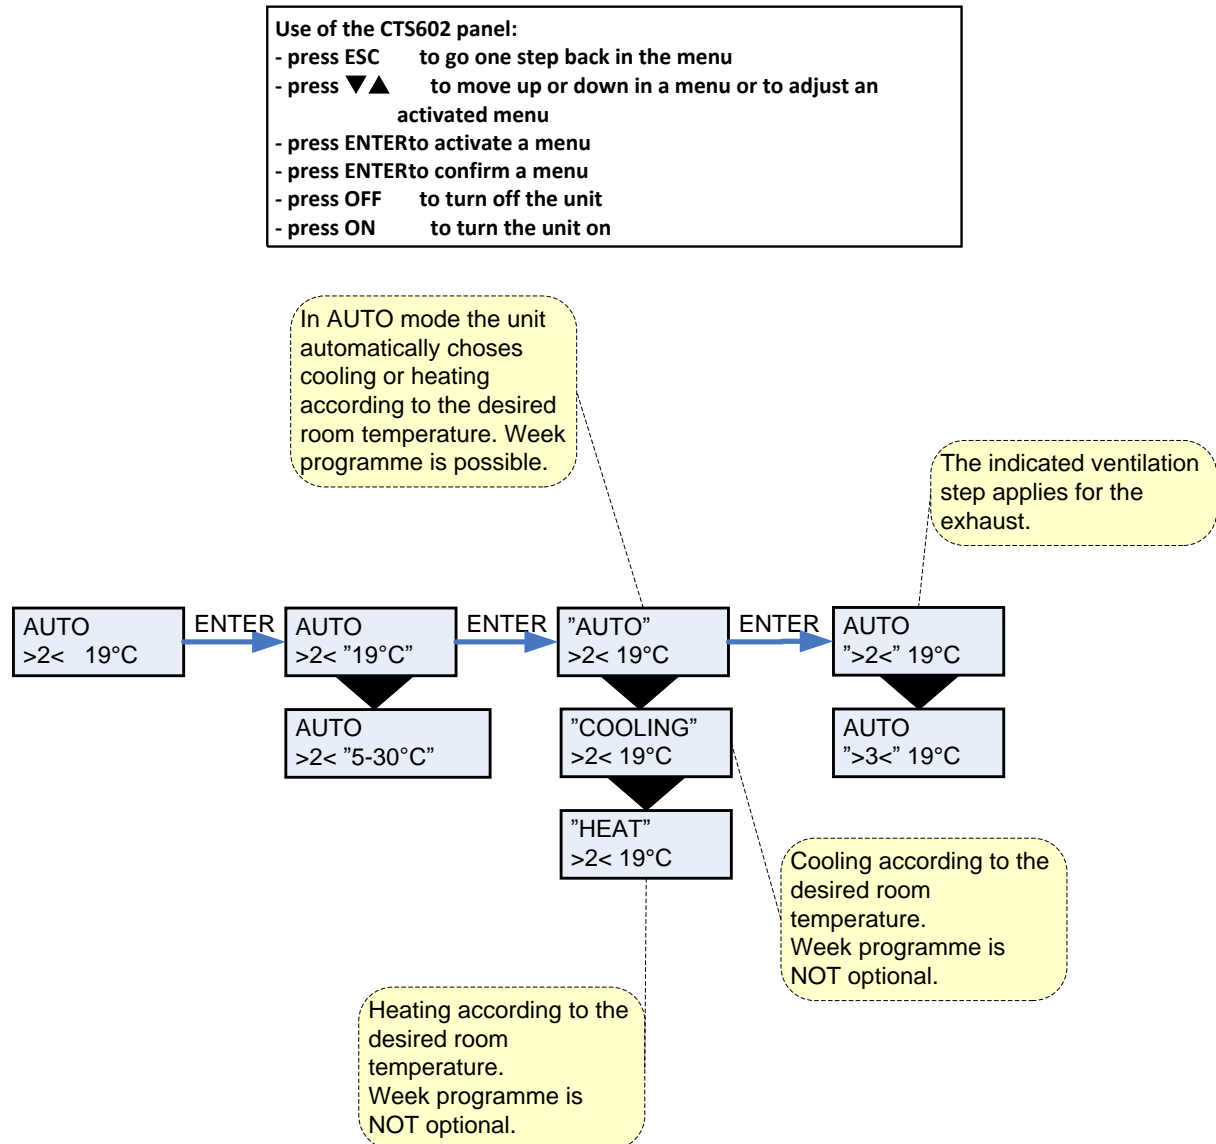 Use of the CTS602 panel:
- press ESC to go one step back in the menu
- press ▼▲ to move up or down in a menu or to adjust an
activated menu
- press ENTERto activate a menu
- press ENTERto confirm a menu
- press OFF to turn off the unit
- press ON to turn the unit on
In AUTO mode the unit
automatically choses
cooling or heating
according to the desired
room temperature. Week
programme is possible.
The indicated ventilation
step applies for the
exhaust.
AUTO
>2< 19°C
ENTER
AUTO
>2< "19°C”
ENTER
”AUTO”
>2< 19°C
ENTER
AUTO
”>2<” 19°C
AUTO
>2< "5-30°C”
”COOLING”
>2< 19°C
AUTO
”>3<” 19°C
"HEAT”
>2< 19°C
Cooling according to the
desired room
temperature.
Week programme is
NOT optional.
Heating according to the
desired room
temperature.
Week programme is
NOT optional.